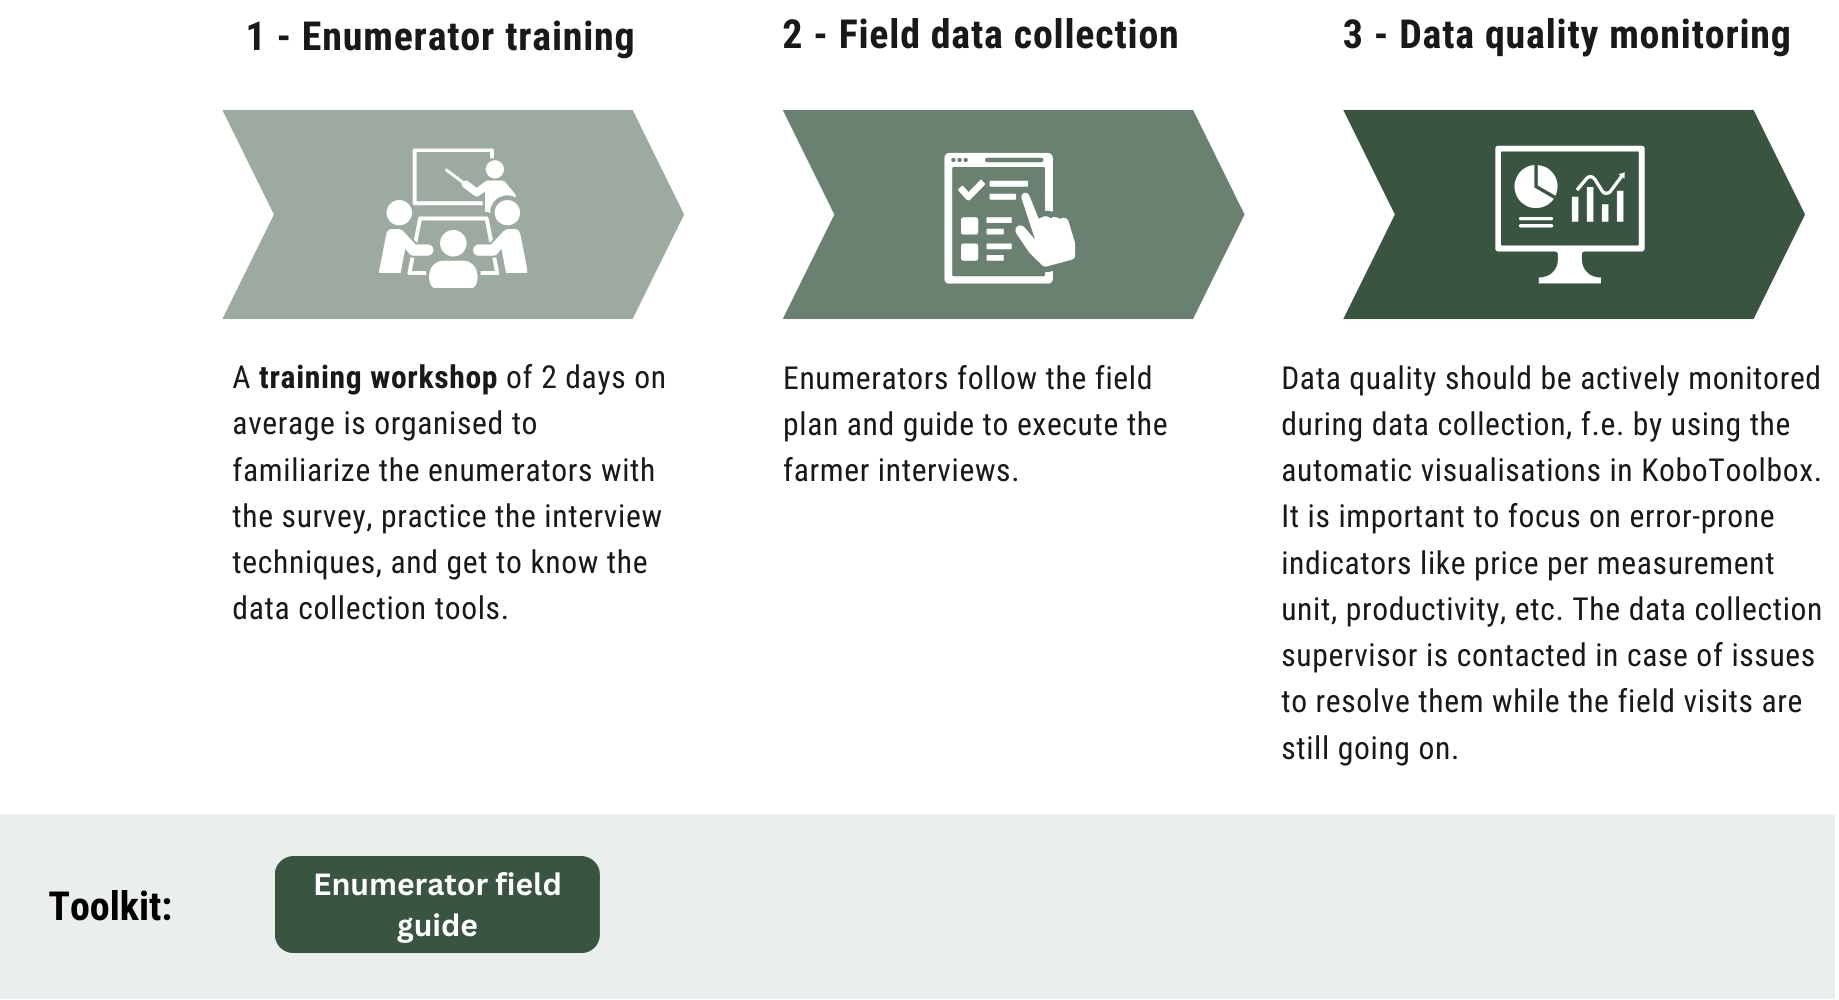 1 - Enumerator training
2 - Field data collection
3 - Data quality monitoring
A training workshop of 2 days on
average is organised to
familiarize the enumerators with
the survey, practice the interview
techniques, and get to know the
data collection tools.
Enumerators follow the field
plan and guide to execute the
farmer interviews.
Data quality should be actively monitored
during data collection, f.e. by using the
automatic visualisations in KoboToolbox.
It is important to focus on error-prone
indicators like price per measurement
unit, productivity, etc. The data collection
supervisor is contacted in case of issues
to resolve them while the field visits are
still going on.
Toolkit:
Enumerator field
guide